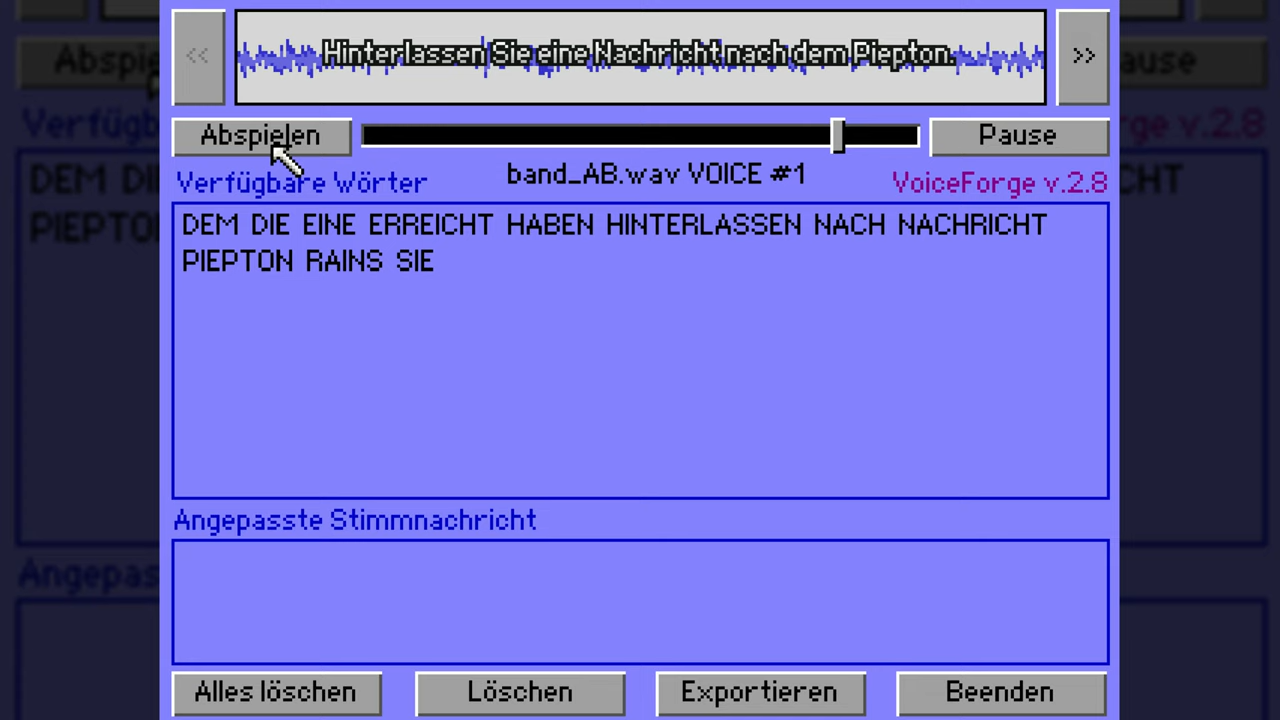 <<
Hinterlassen Sie eine Nachricht nach dem Piepton.
>>
Abspielen
Pause
Verfügbare Wörter
band_AB.wav VOICE #1
VoiceForge v.2.8
DEM DIE EINE ERREICHT HABEN HINTERLASSEN NACH NACHRICHT
PIEPTON RAINS SIE
Angepasste Stimmnachricht
Alles löschen
Löschen
Exportieren
Beenden